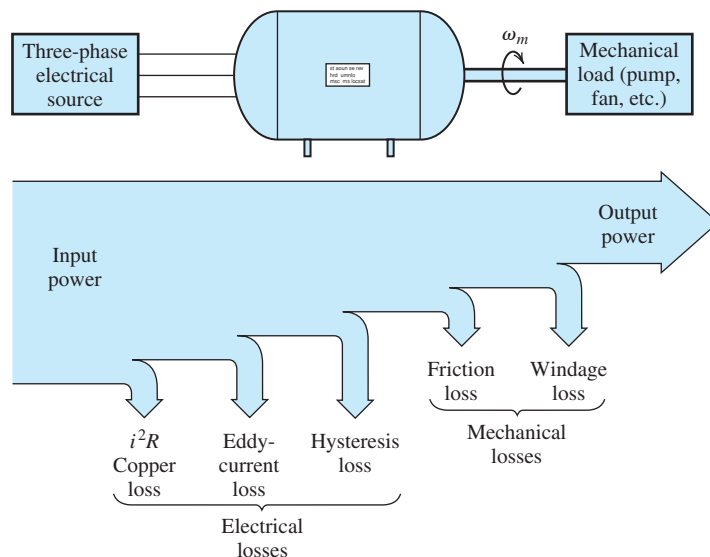 Three-phase
electrical
source
ω_m
Mechanical
load (pump,
fan, etc.)
Input
power
Output
power
Friction
loss
Windage
loss
Mechanical
losses
i²R
Copper
loss
Eddy-
current
loss
Hysteresis
loss
Electrical
losses